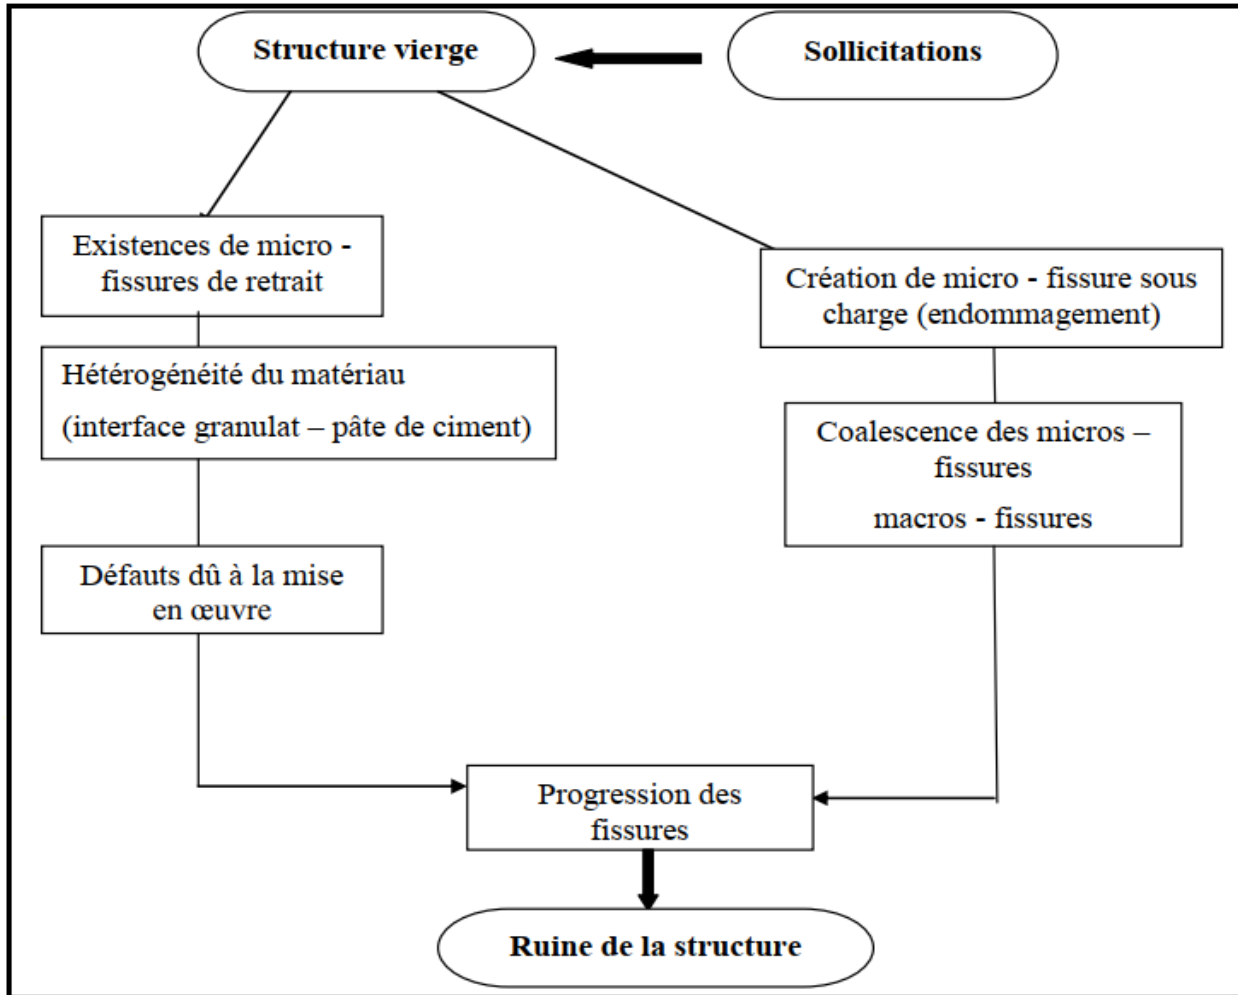 Structure vierge
Sollicitations
Existences de micro -
fissures de retrait
Création de micro - fissure sous
charge (endommagement)
Hétérogénéité du matériau
(interface granulat – pâte de ciment)
Coalescence des micros –
fissures
macros - fissures
Défauts dû à la mise
en œuvre
Progression des
fissures
Ruine de la structure